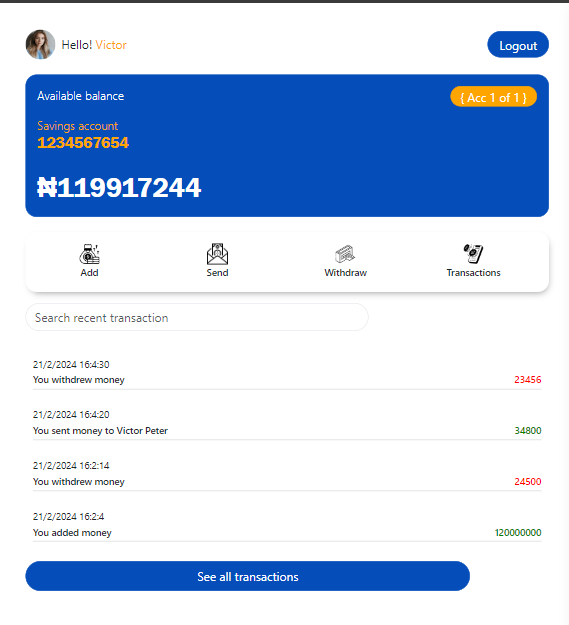 Hello! Victor
Logout
Available balance
{ Acc 1 of 1 }
Savings account
1234567654
₦119917244
Add
Send
Withdraw
Transactions
Search recent transaction
21/2/2024 16:4:30
You withdrew money
23456
21/2/2024 16:4:20
You sent money to Victor Peter
34800
21/2/2024 16:2:14
You withdrew money
24500
21/2/2024 16:2:4
You added money
120000000
See all transactions